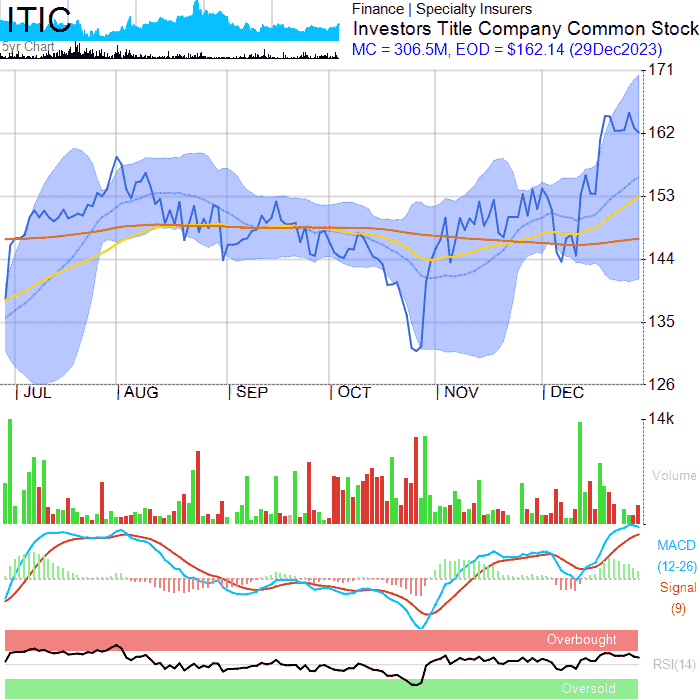 ITIC
5yr Chart
Finance | Specialty Insurers
Investors Title Company Common Stock
MC = 306.5M, EOD = $162.14 (29Dec2023)
171
162
153
144
135
126
JUL AUG SEP OCT NOV DEC
14k
Volume
MACD
(12-26)
Signal
(9)
Overbought
RSI(14)
Oversold